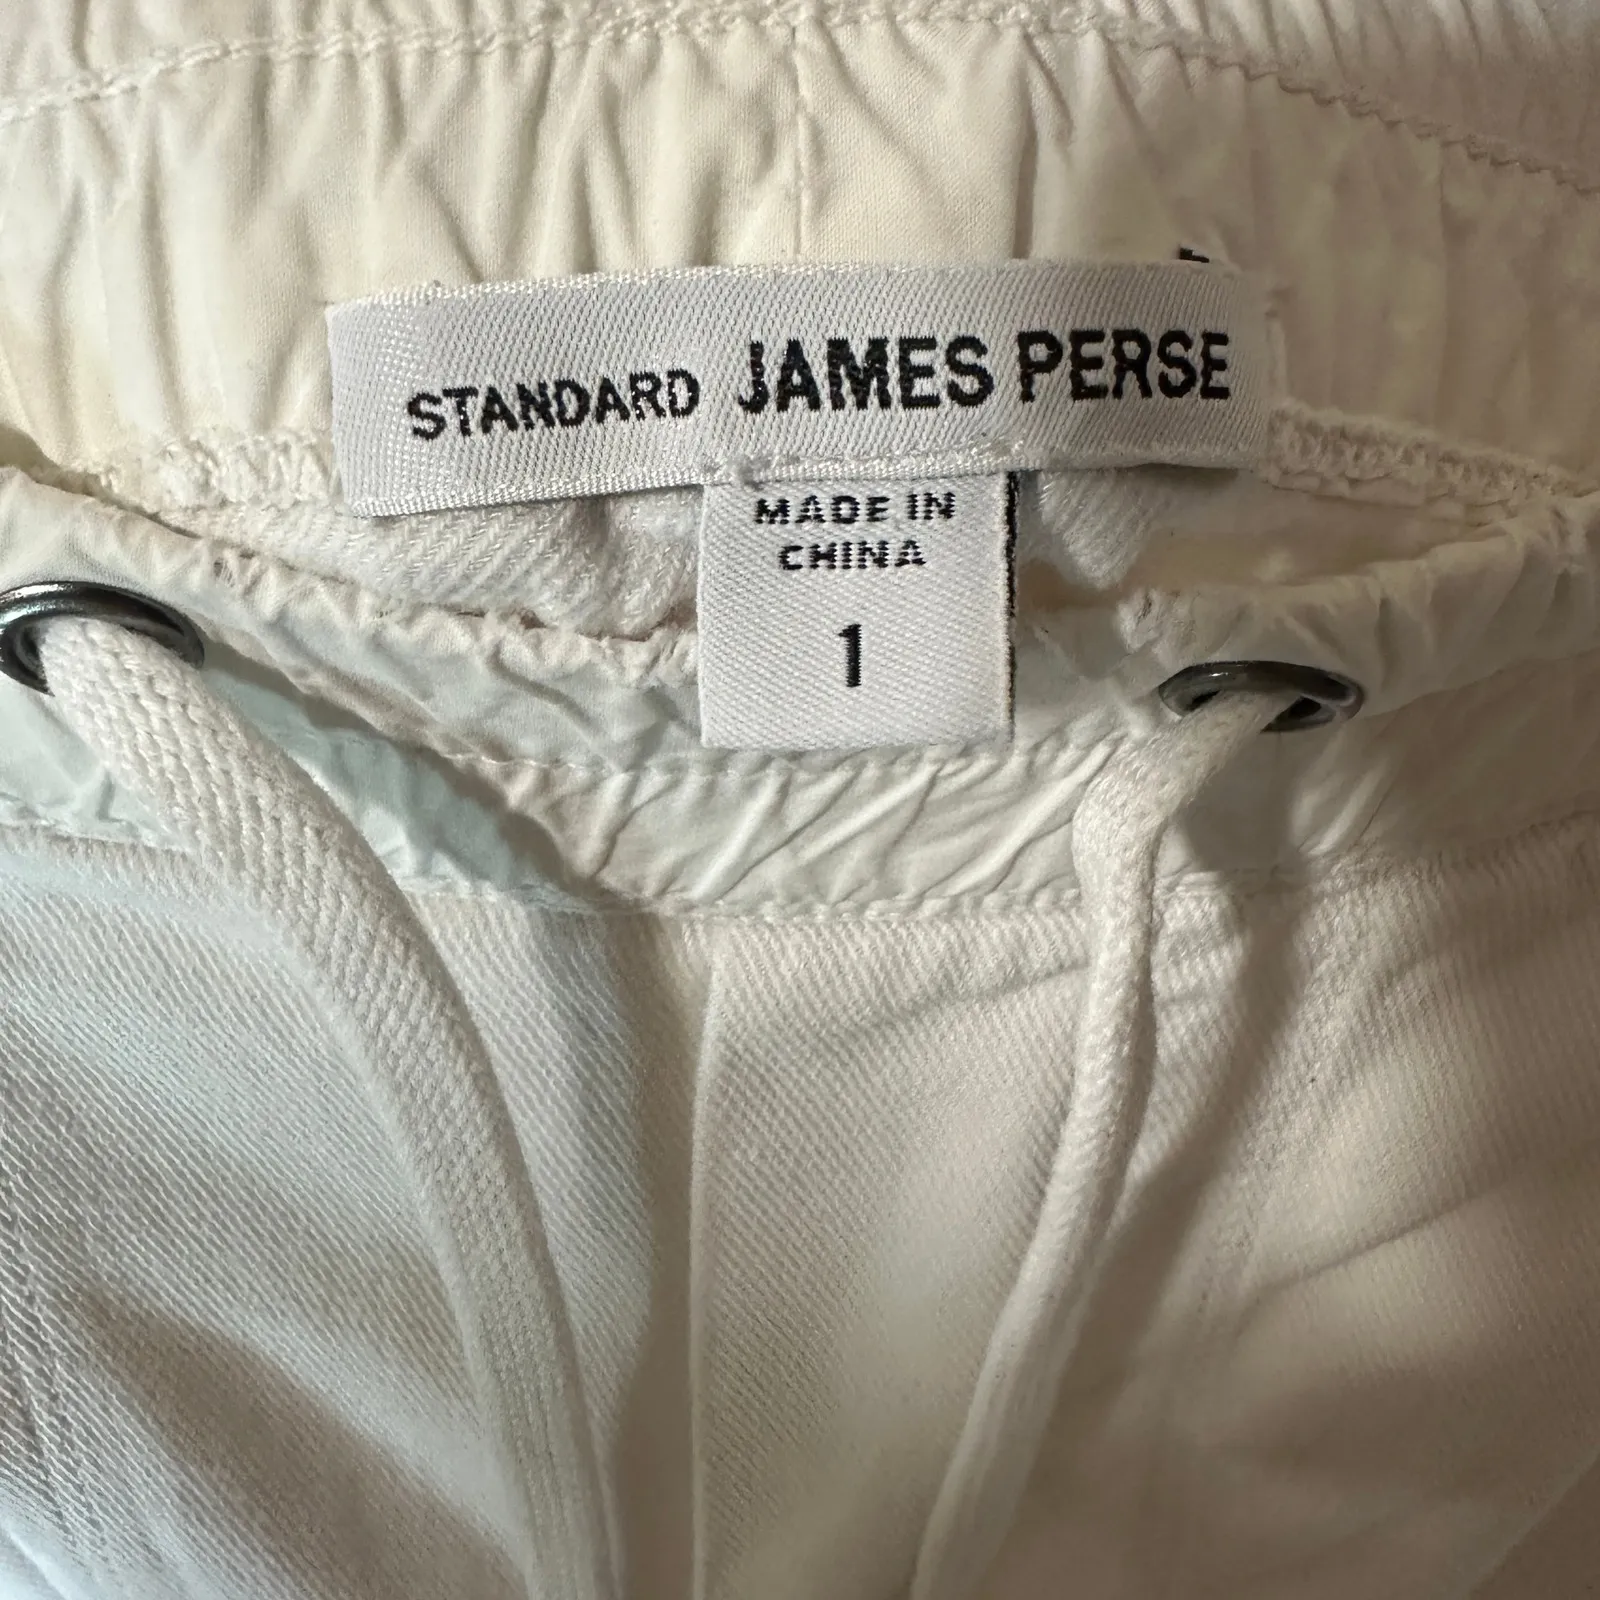 STANDARD JAMES PERSE
MADE IN
CHINA
1